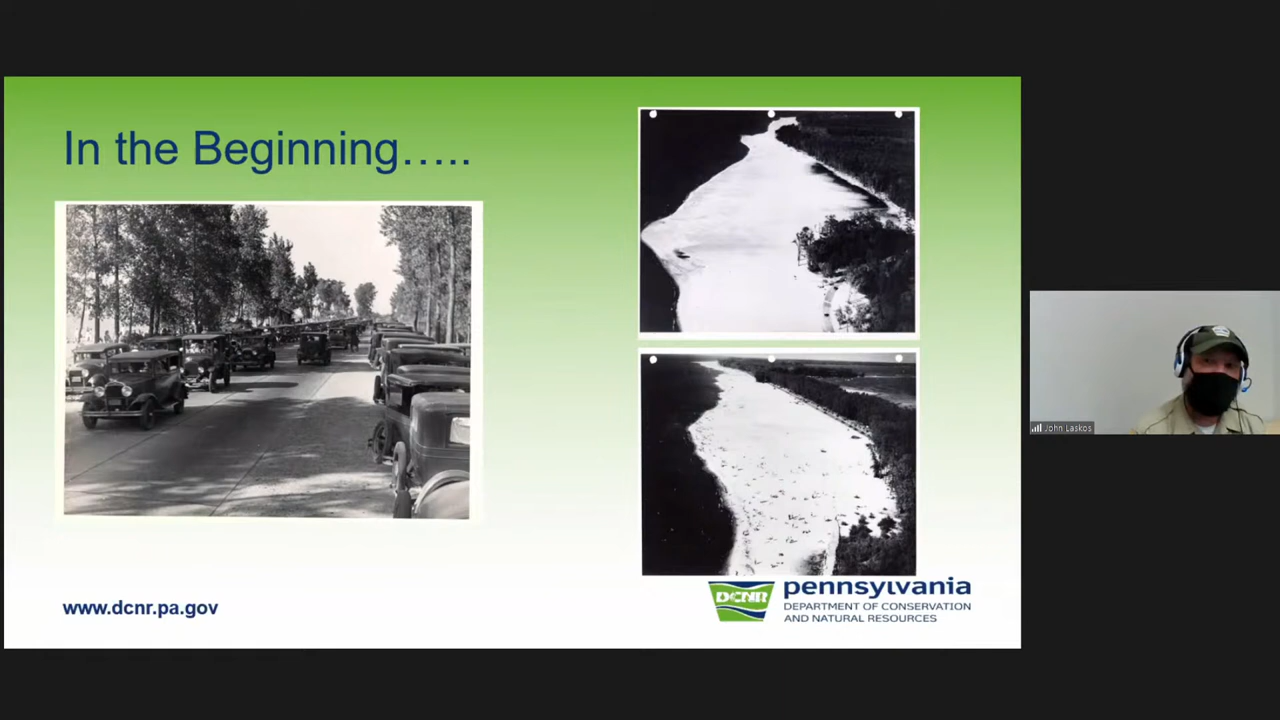 In the Beginning…..
www.dcnr.pa.gov
DCNR
pennsylvania
DEPARTMENT OF CONSERVATION
AND NATURAL RESOURCES
John Laskos